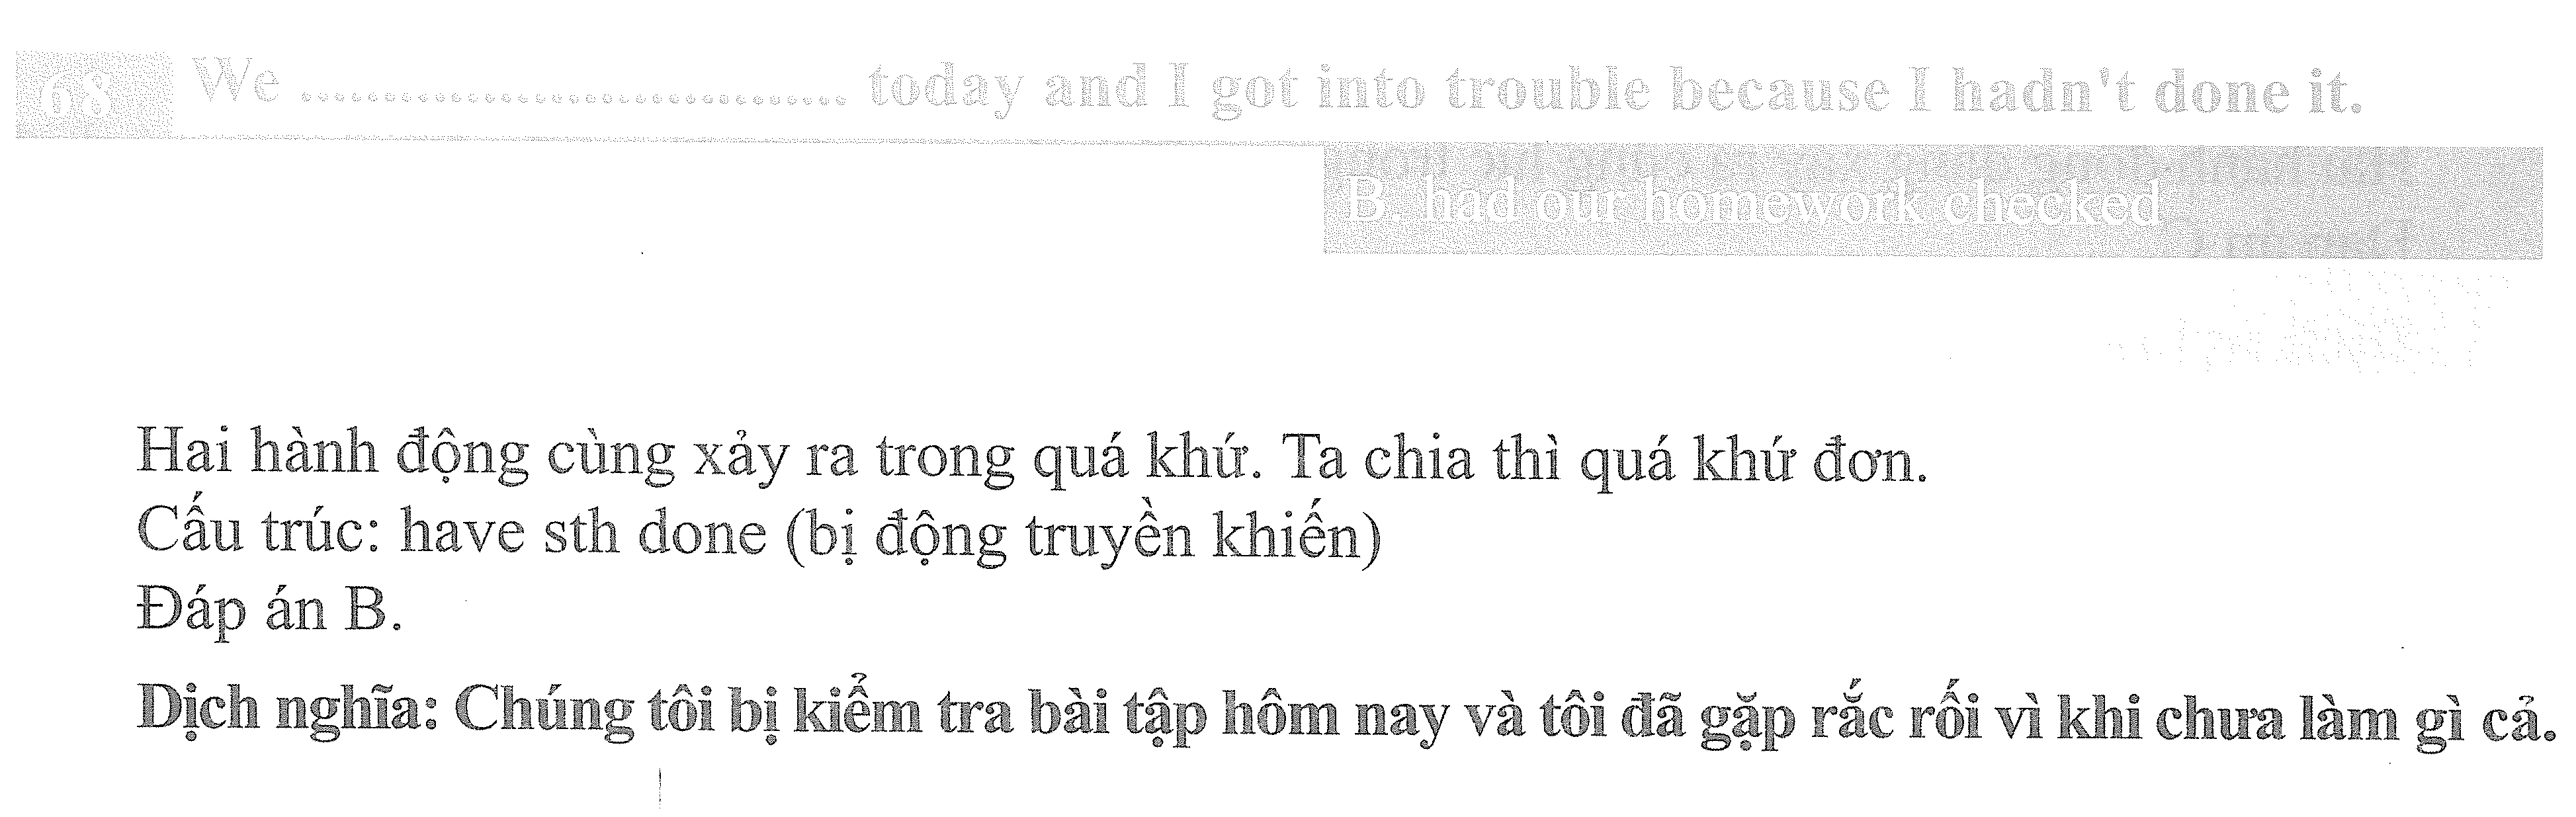 68 We .................................. today and I got into trouble because I hadn't done it.
B. had our homework checked
Hai hành động cùng xảy ra trong quá khứ. Ta chia thì quá khứ đơn.
Cấu trúc: have sth done (bị động truyền khiến)
Đáp án B.
Dịch nghĩa: Chúng tôi bị kiểm tra bài tập hôm nay và tôi đã gặp rắc rối vì khi chưa làm gì cả.